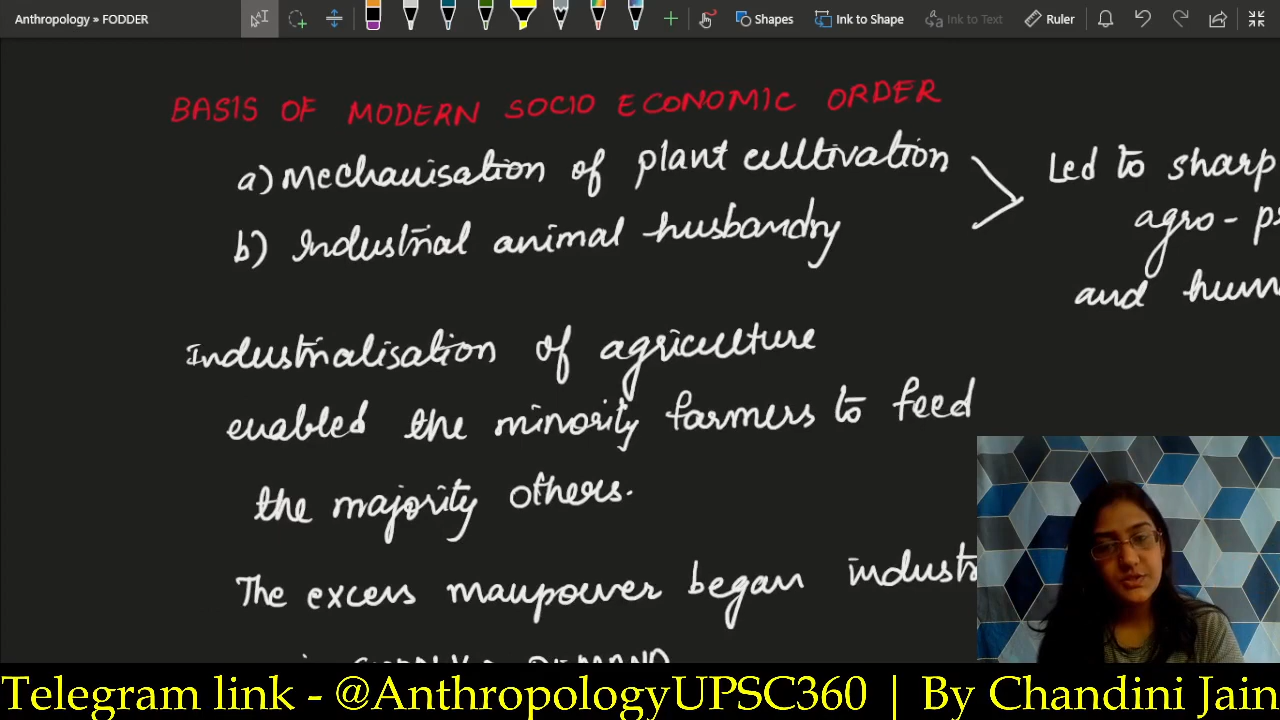 Anthropology » FODDER
Shapes
Ink to Shape
Ink to Text
Ruler
BASIS OF MODERN SOCIO ECONOMIC ORDER
a) Mechanisation of plant cultivation
Led to sharp
b) Industrial animal husbandry
agro -
and
Industrialisation of agriculture
enabled the minority farmers to feed
the majority others.
The excess manpower began
DEMAND
Telegram link - @AnthropologyUPSC360 | By Chandini Jain